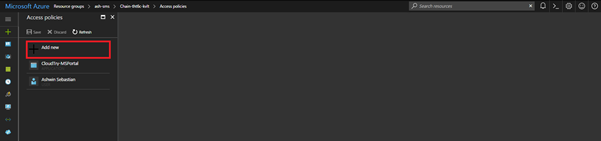 Microsoft Azure Resource groups > ash-sms > Chain-thttc-kelt > Access policies
Search resources
Access policies
Save Discard Refresh
Add new
CloudTry-MSPortal
Ashwin Sebastian